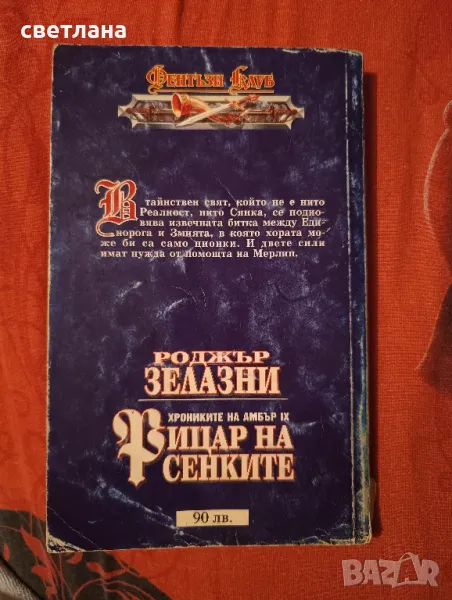 светлана
Фентъзи Клуб
В тайнствен свят, който не е нито
Реалност, нито Сянка, се подно-
вява извечната битка между Еди-
норога и Змията, в която хората мо-
же би са само пионки. И двете сили
имат нужда от помощта на Мерлин.
РОДЖЪР
ЗЕЛАЗНИ
ХРОНИКИТЕ НА АМБЪР IX
РИЦАР НА
СЕНКИТЕ
90 лв.
BAZAR